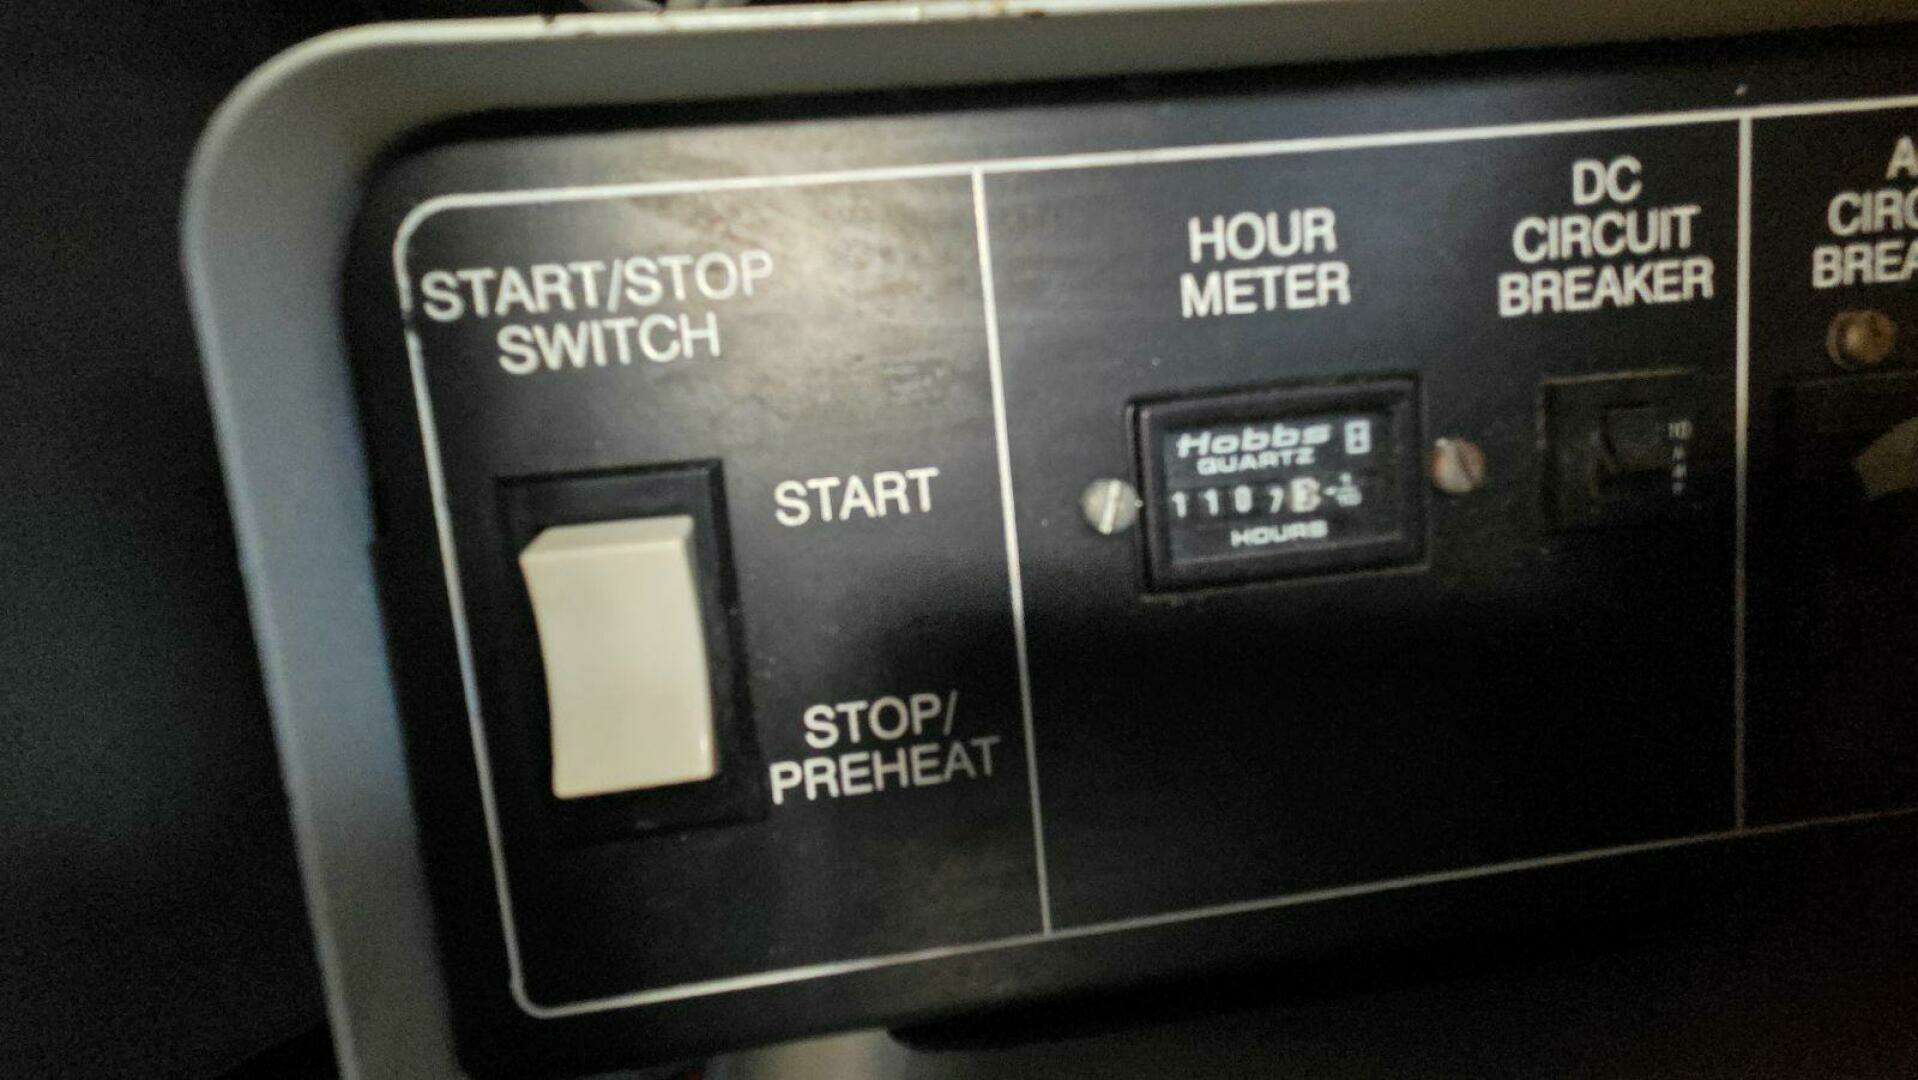 START/STOP
SWITCH
START
STOP/
PREHEAT
HOUR
METER
Hobbs
QUARTZ
HOURS
DC
CIRCUIT
BREAKER